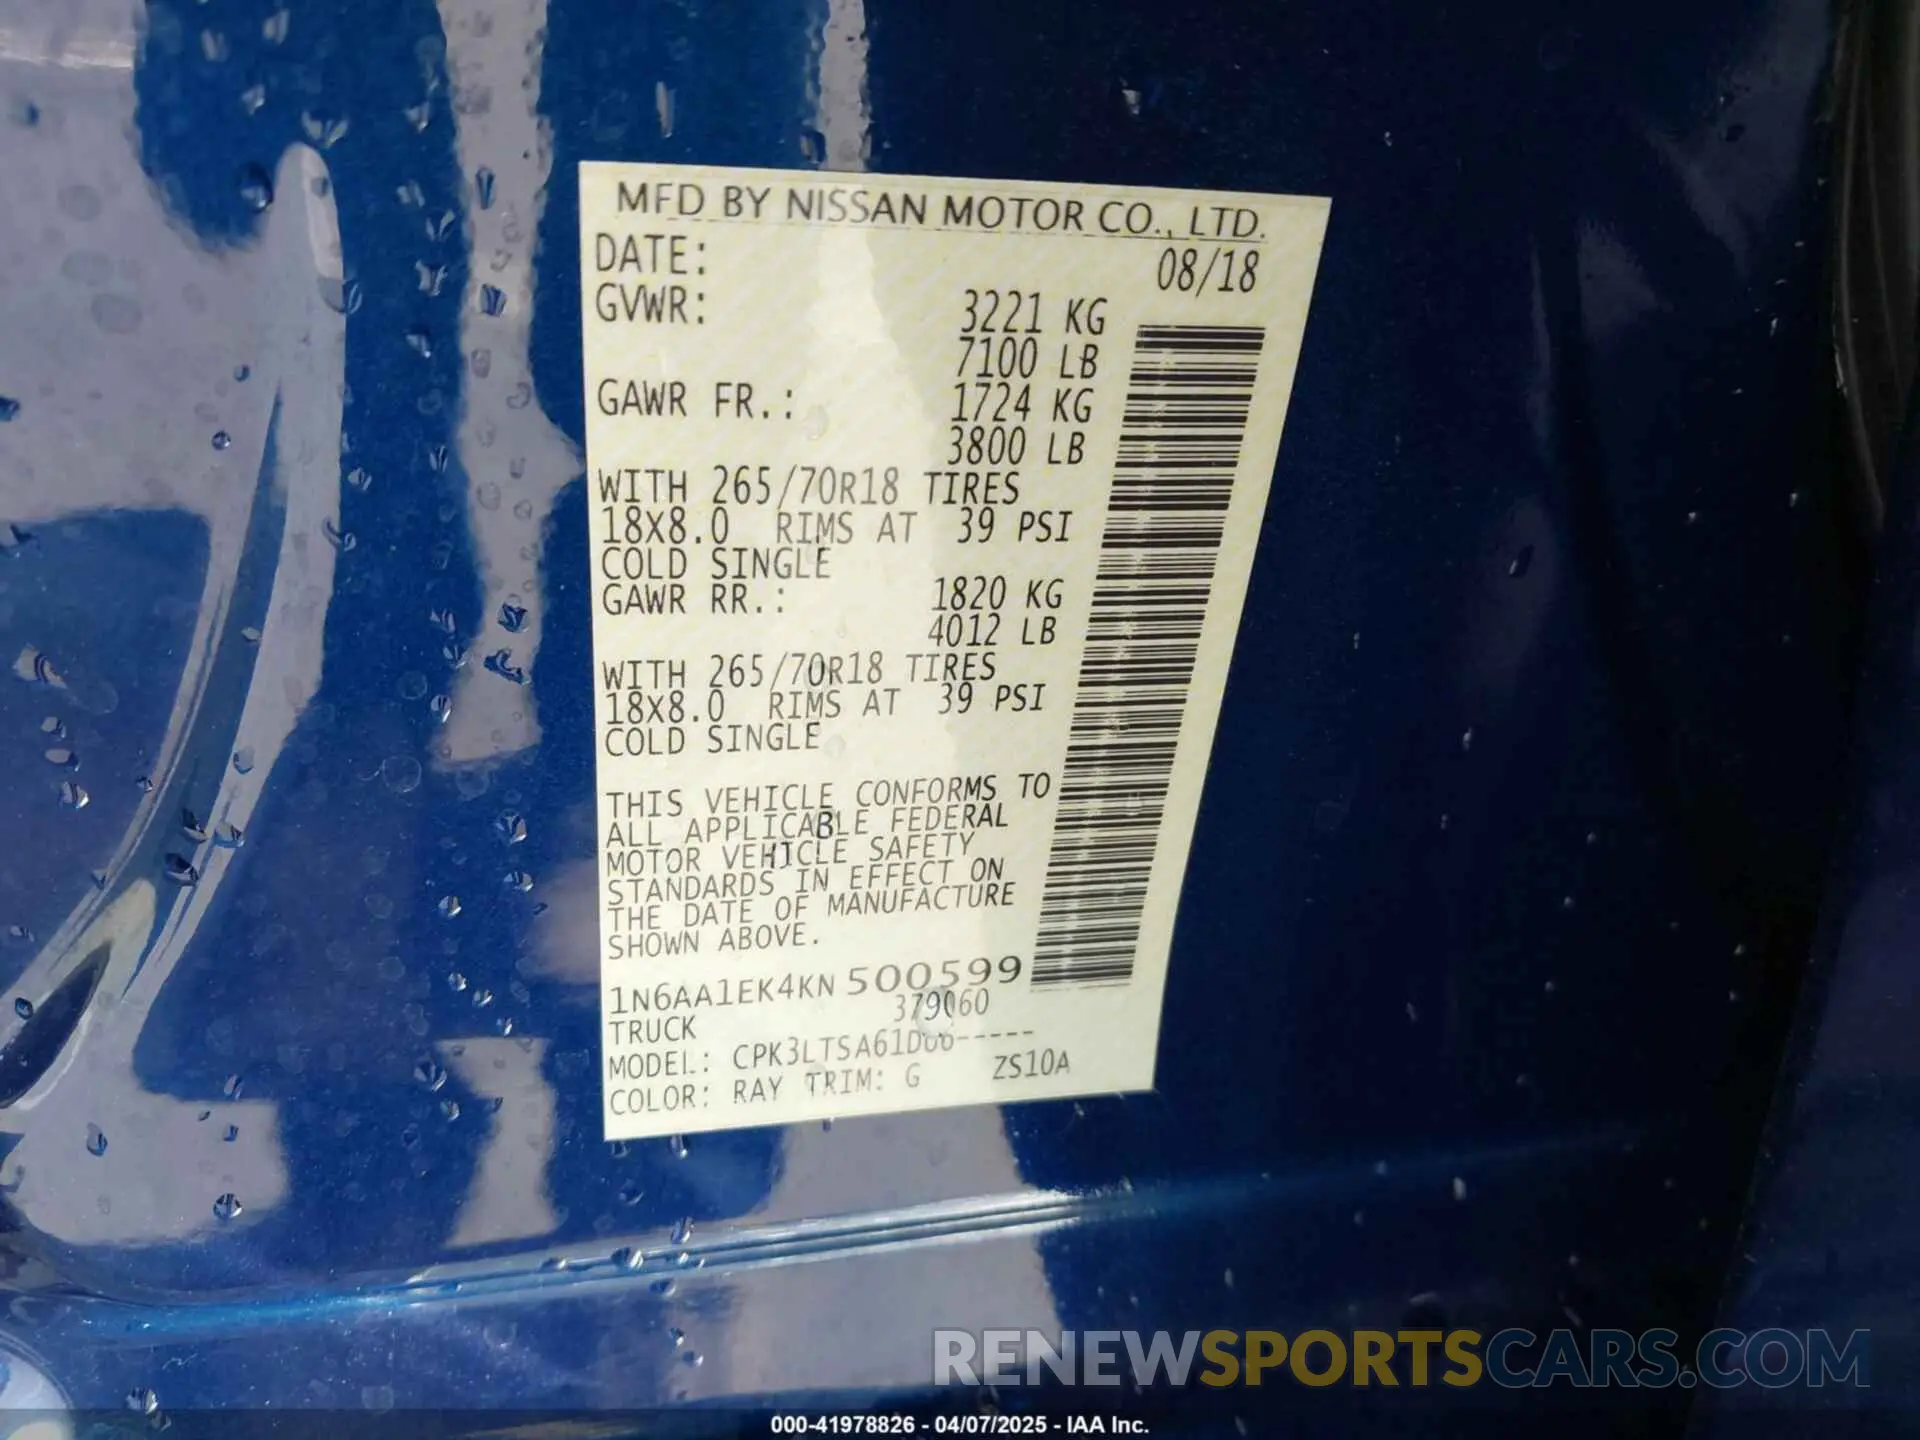 MFD BY NISSAN MOTOR CO., LTD.
DATE: 08/18
GVWR: 3221 KG
7100 LB
GAWR FR.: 1724 KG
3800 LB
WITH 265/70R18 TIRES
18X8.0 RIMS AT 39 PSI
COLD SINGLE
GAWR RR.: 1820 KG
4012 LB
WITH 265/70R18 TIRES
18X8.0 RIMS AT 39 PSI
COLD SINGLE
THIS VEHICLE CONFORMS TO
ALL APPLICABLE FEDERAL
MOTOR VEHICLE SAFETY
STANDARDS IN EFFECT ON
THE DATE OF MANUFACTURE
SHOWN ABOVE.
1N6AA1EK4KN 500599
379060
TRUCK
MODEL: CPK3LTSA61D66-----
COLOR: RAY TRIM: G ZS10A
RENEWSPORTSCARS.COM
000-41978826 - 04/07/2025 - IAA Inc.